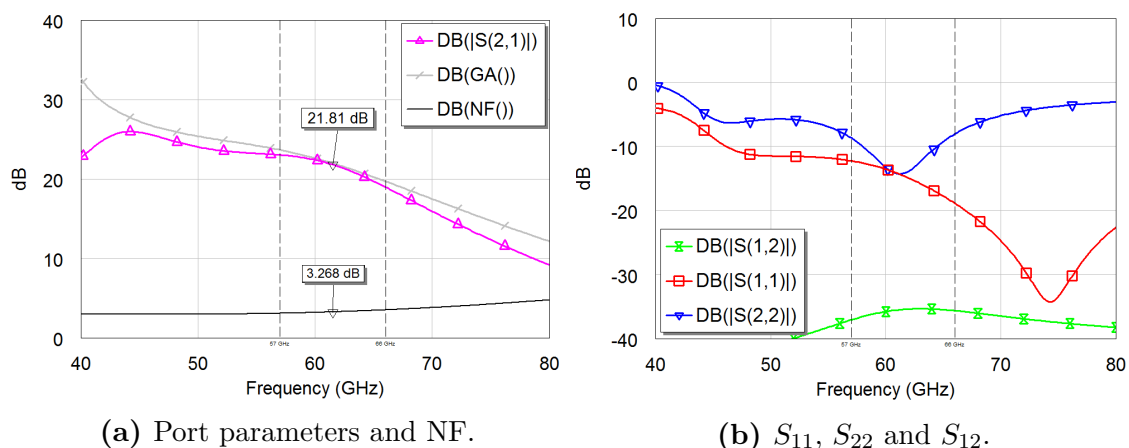 40
30
20
10
0
dB
DB(|S(2,1)|)
DB(GA())
DB(NF())
21.81 dB
3.268 dB
57 GHz
66 GHz
40 50 60 70 80
Frequency (GHz)
(a) Port parameters and NF.
10
0
-10
-20
-30
-40
dB
DB(|S(1,2)|)
DB(|S(1,1)|)
DB(|S(2,2)|)
57 GHz
66 GHz
40 50 60 70 80
Frequency (GHz)
(b) S11, S22 and S12.